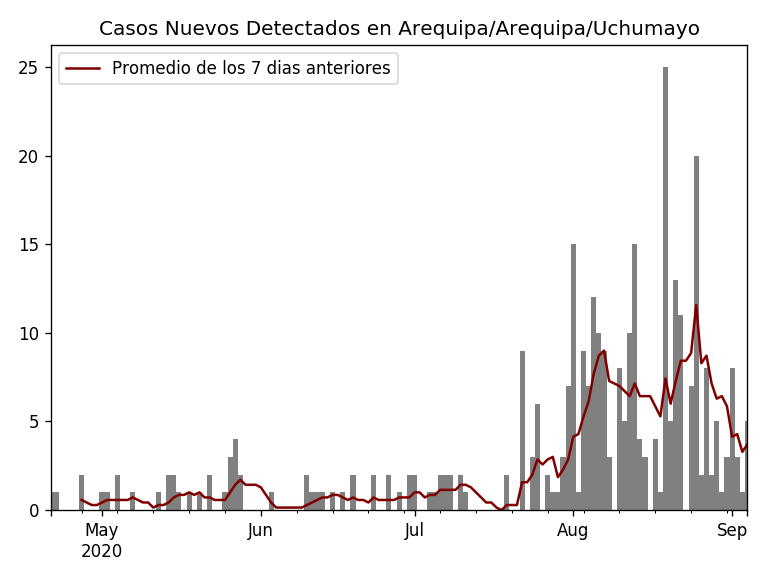 Casos Nuevos Detectados en Arequipa/Arequipa/Uchumayo
Promedio de los 7 dias anteriores
25
20
15
10
5
0
May Jun Jul Aug Sep
2020